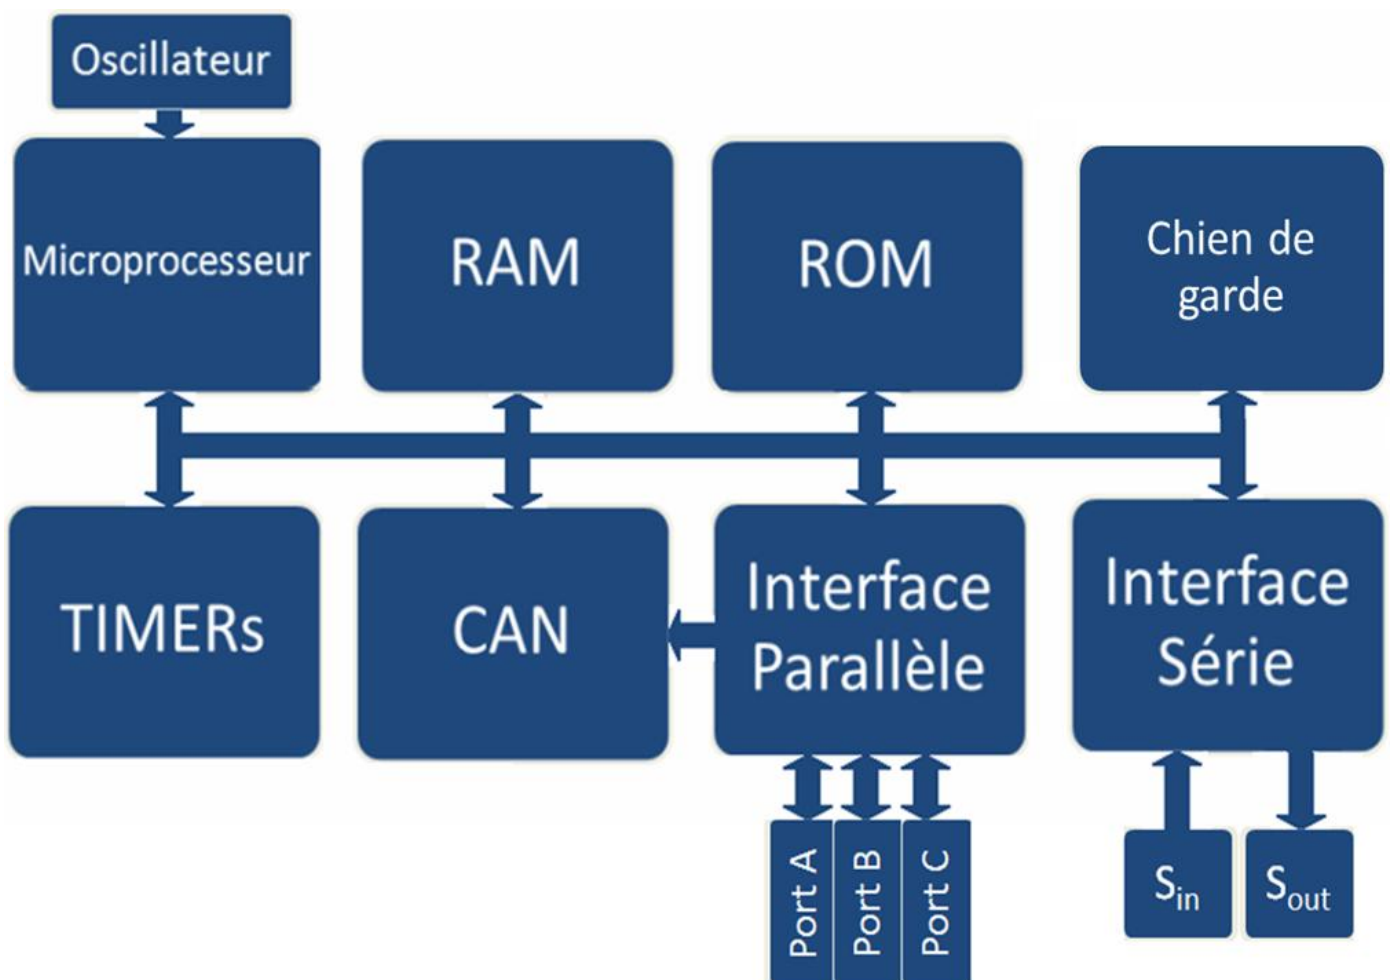 Oscillateur
Microprocesseur
RAM
ROM
Chien de
garde
TIMERs
CAN
Interface
Parallèle
Interface
Série
Port A
Port B
Port C
Sin
Sout